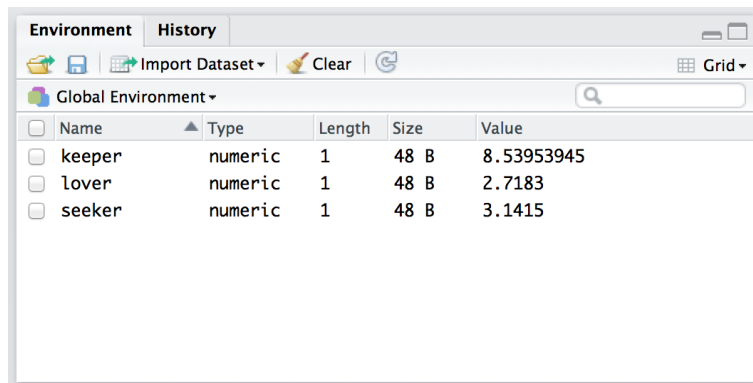 Environment History
Import Dataset Clear Grid
Global Environment
Name Type Length Size Value
keeper numeric 1 48 B 8.53953945
lover numeric 1 48 B 2.7183
seeker numeric 1 48 B 3.1415